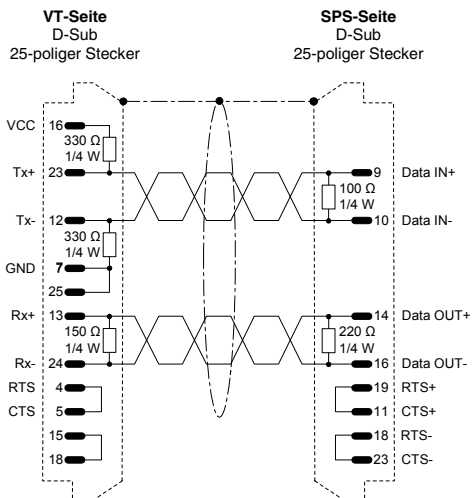 VT-Seite
D-Sub
25-poliger Stecker
SPS-Seite
D-Sub
25-poliger Stecker
VCC 16
330 Ω
1/4 W
Tx+ 23
9 Data IN+
100 Ω
1/4 W
Tx- 12
10 Data IN-
330 Ω
1/4 W
GND 7
25
Rx+ 13
14 Data OUT+
150 Ω
1/4 W
220 Ω
1/4 W
Rx- 24
16 Data OUT-
RTS 4
19 RTS+
CTS 5
11 CTS+
15
18 RTS-
18
23 CTS-